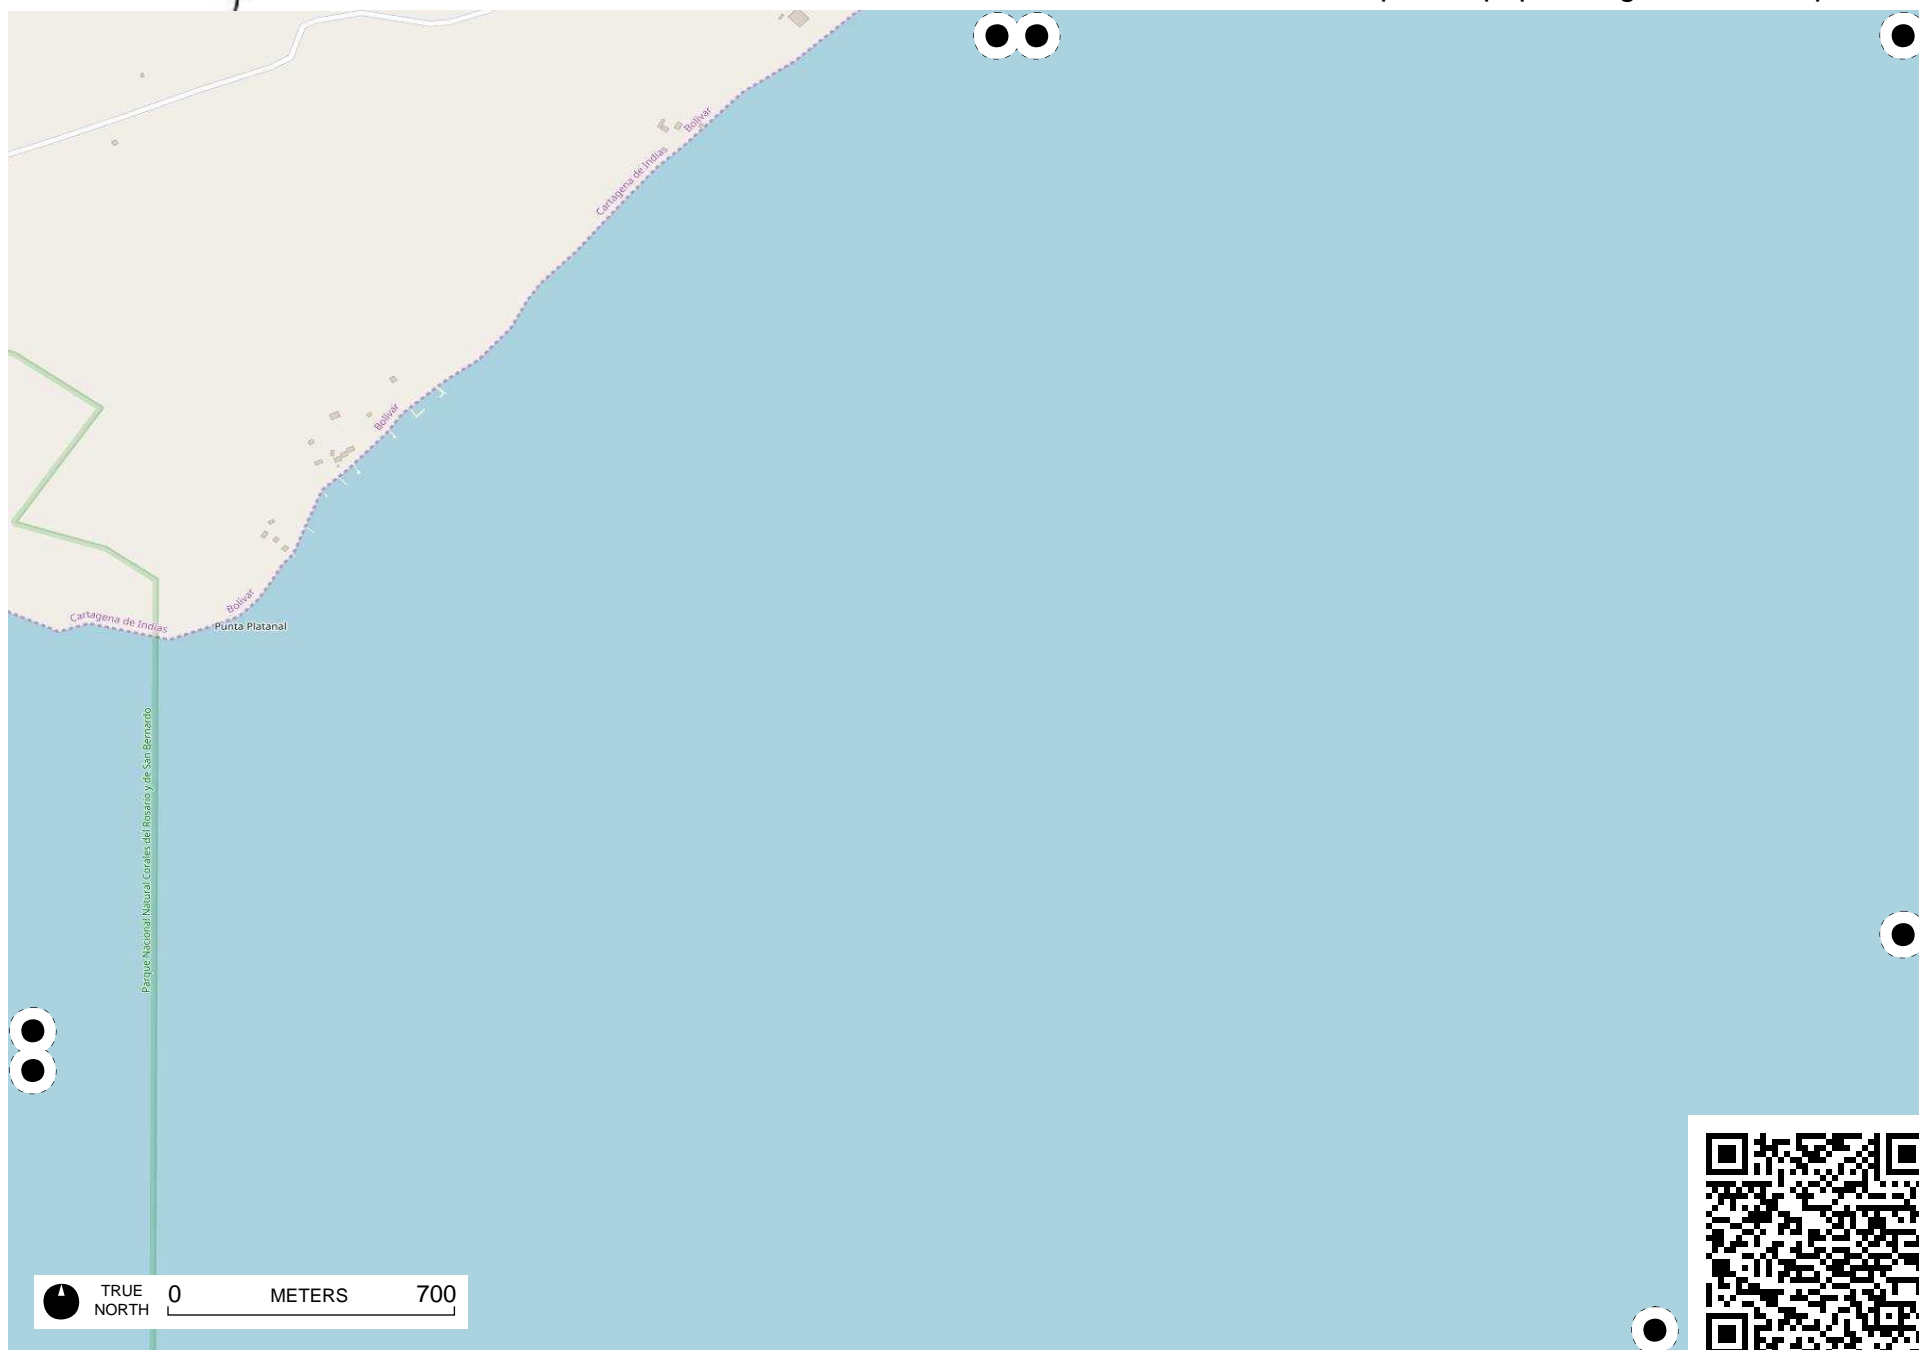 Bolívar
Cartagena de Indias
Bolívar
Bolívar
Cartagena de Indias
Punta Platanal
Parque Nacional Natural Corales del Rosario y de San Bernardo
TRUE NORTH
0 METERS 700